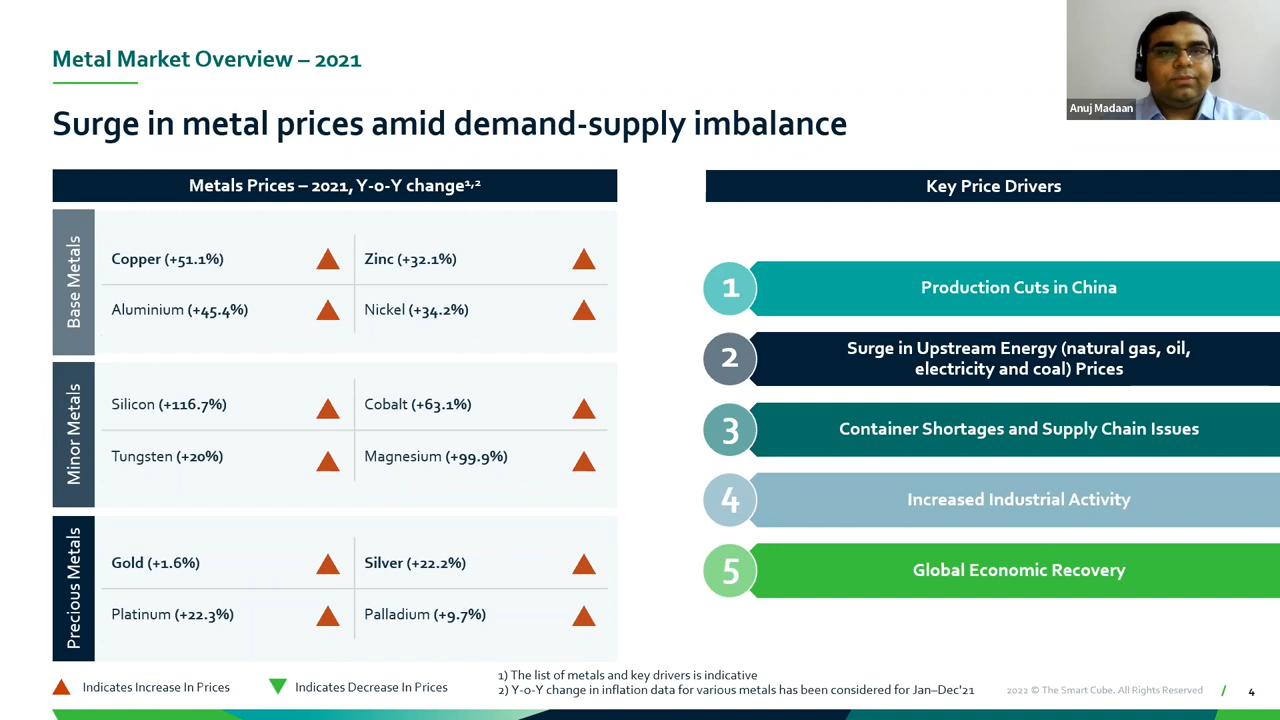 Metal Market Overview – 2021
Anuj Madaan
Surge in metal prices amid demand-supply imbalance
Metals Prices – 2021, Y-o-Y change¹,²
Base Metals
Copper (+51.1%)
Zinc (+32.1%)
Aluminium (+45.4%)
Nickel (+34.2%)
Minor Metals
Silicon (+116.7%)
Cobalt (+63.1%)
Tungsten (+20%)
Magnesium (+99.9%)
Precious Metals
Gold (+1.6%)
Silver (+22.2%)
Platinum (+22.3%)
Palladium (+9.7%)
Key Price Drivers
1
Production Cuts in China
2
Surge in Upstream Energy (natural gas, oil,
electricity and coal) Prices
3
Container Shortages and Supply Chain Issues
4
Increased Industrial Activity
5
Global Economic Recovery
Indicates Increase In Prices
Indicates Decrease In Prices
1) The list of metals and key drivers is indicative
2) Y-o-Y change in inflation data for various metals has been considered for Jan–Dec'21
2022 © The Smart Cube. All Rights Reserved / 4